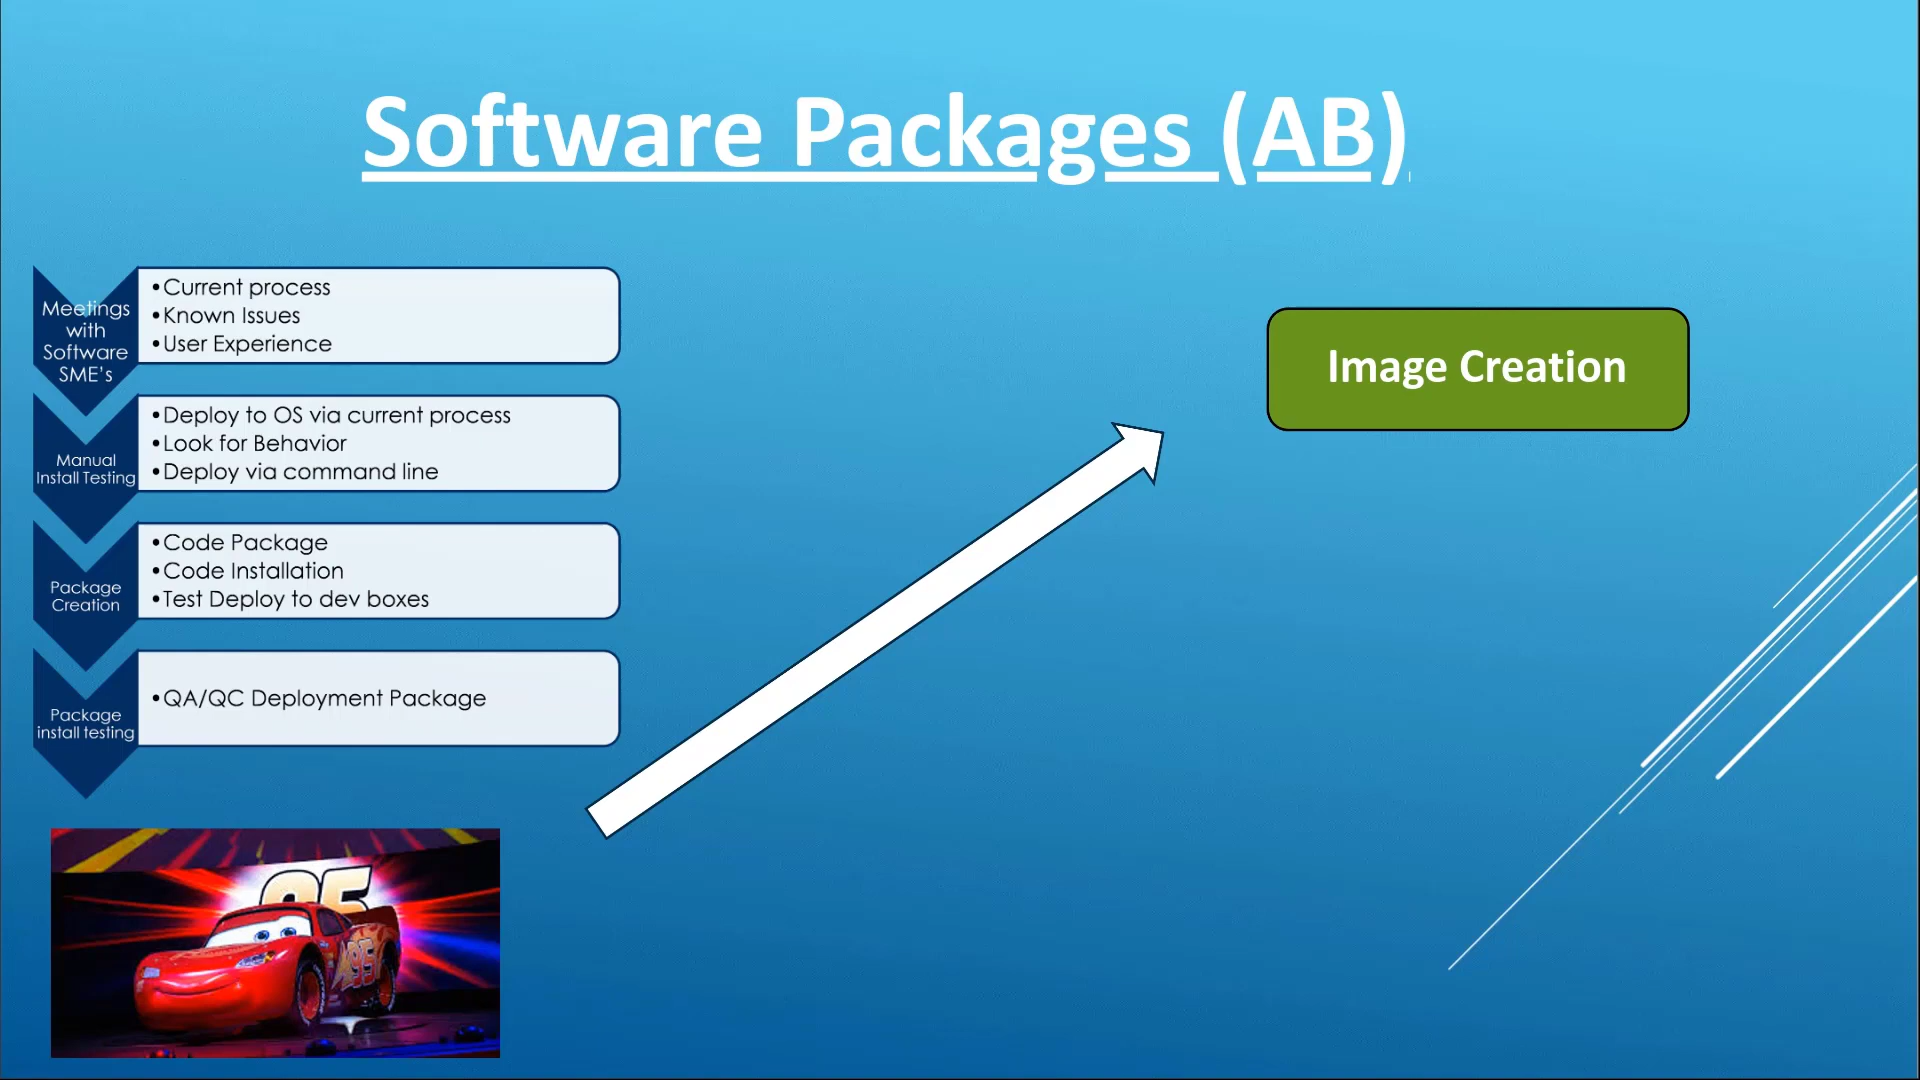 Software Packages (AB)
Meetings
with
Software
SME's
•Current process
•Known Issues
•User Experience
Manual
Install Testing
•Deploy to OS via current process
•Look for Behavior
•Deploy via command line
Package
Creation
•Code Package
•Code Installation
•Test Deploy to dev boxes
Package
install testing
•QA/QC Deployment Package
Image Creation
95
95